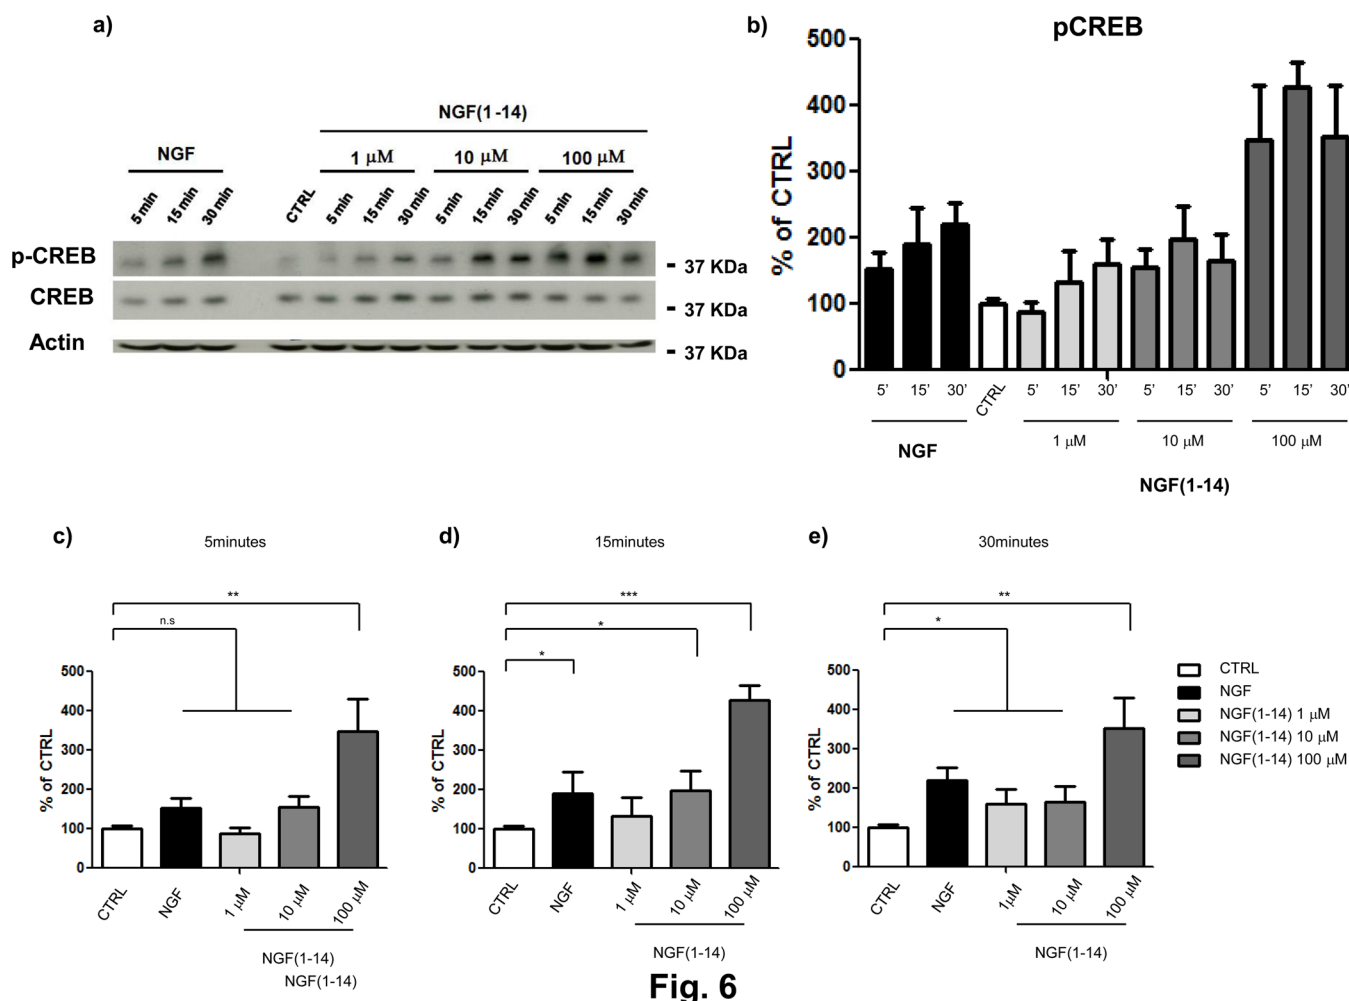 a)
NGF(1-14)
NGF
1 µM
10 µM
100 µM
5 min
15 min
30 min
CTRL
5 min
15 min
30 min
5 min
15 min
30 min
5 min
15 min
30 min
p-CREB
- 37 KDa
CREB
- 37 KDa
Actin
- 37 KDa
b)
pCREB
% of CTRL
500
400
300
200
100
0
5’ 15’ 30’ CTRL 5’ 15’ 30’ 5’ 15’ 30’ 5’ 15’ 30’
NGF
1 µM
10 µM
100 µM
NGF(1-14)
c)
5minutes
**
n.s
% of CTRL
500
400
300
200
100
0
CTRL
NGF
1 µM
10 µM
100 µM
NGF(1-14)
NGF(1-14)
d)
15minutes
***
*
*
% of CTRL
500
400
300
200
100
0
CTRL
NGF
1 µM
10 µM
100 µM
NGF(1-14)
e)
30minutes
**
*
% of CTRL
500
400
300
200
100
0
CTRL
NGF
1µM
10 µM
100 µM
NGF(1-14)
CTRL
NGF
NGF(1-14) 1 µM
NGF(1-14) 10 µM
NGF(1-14) 100 µM
Fig. 6